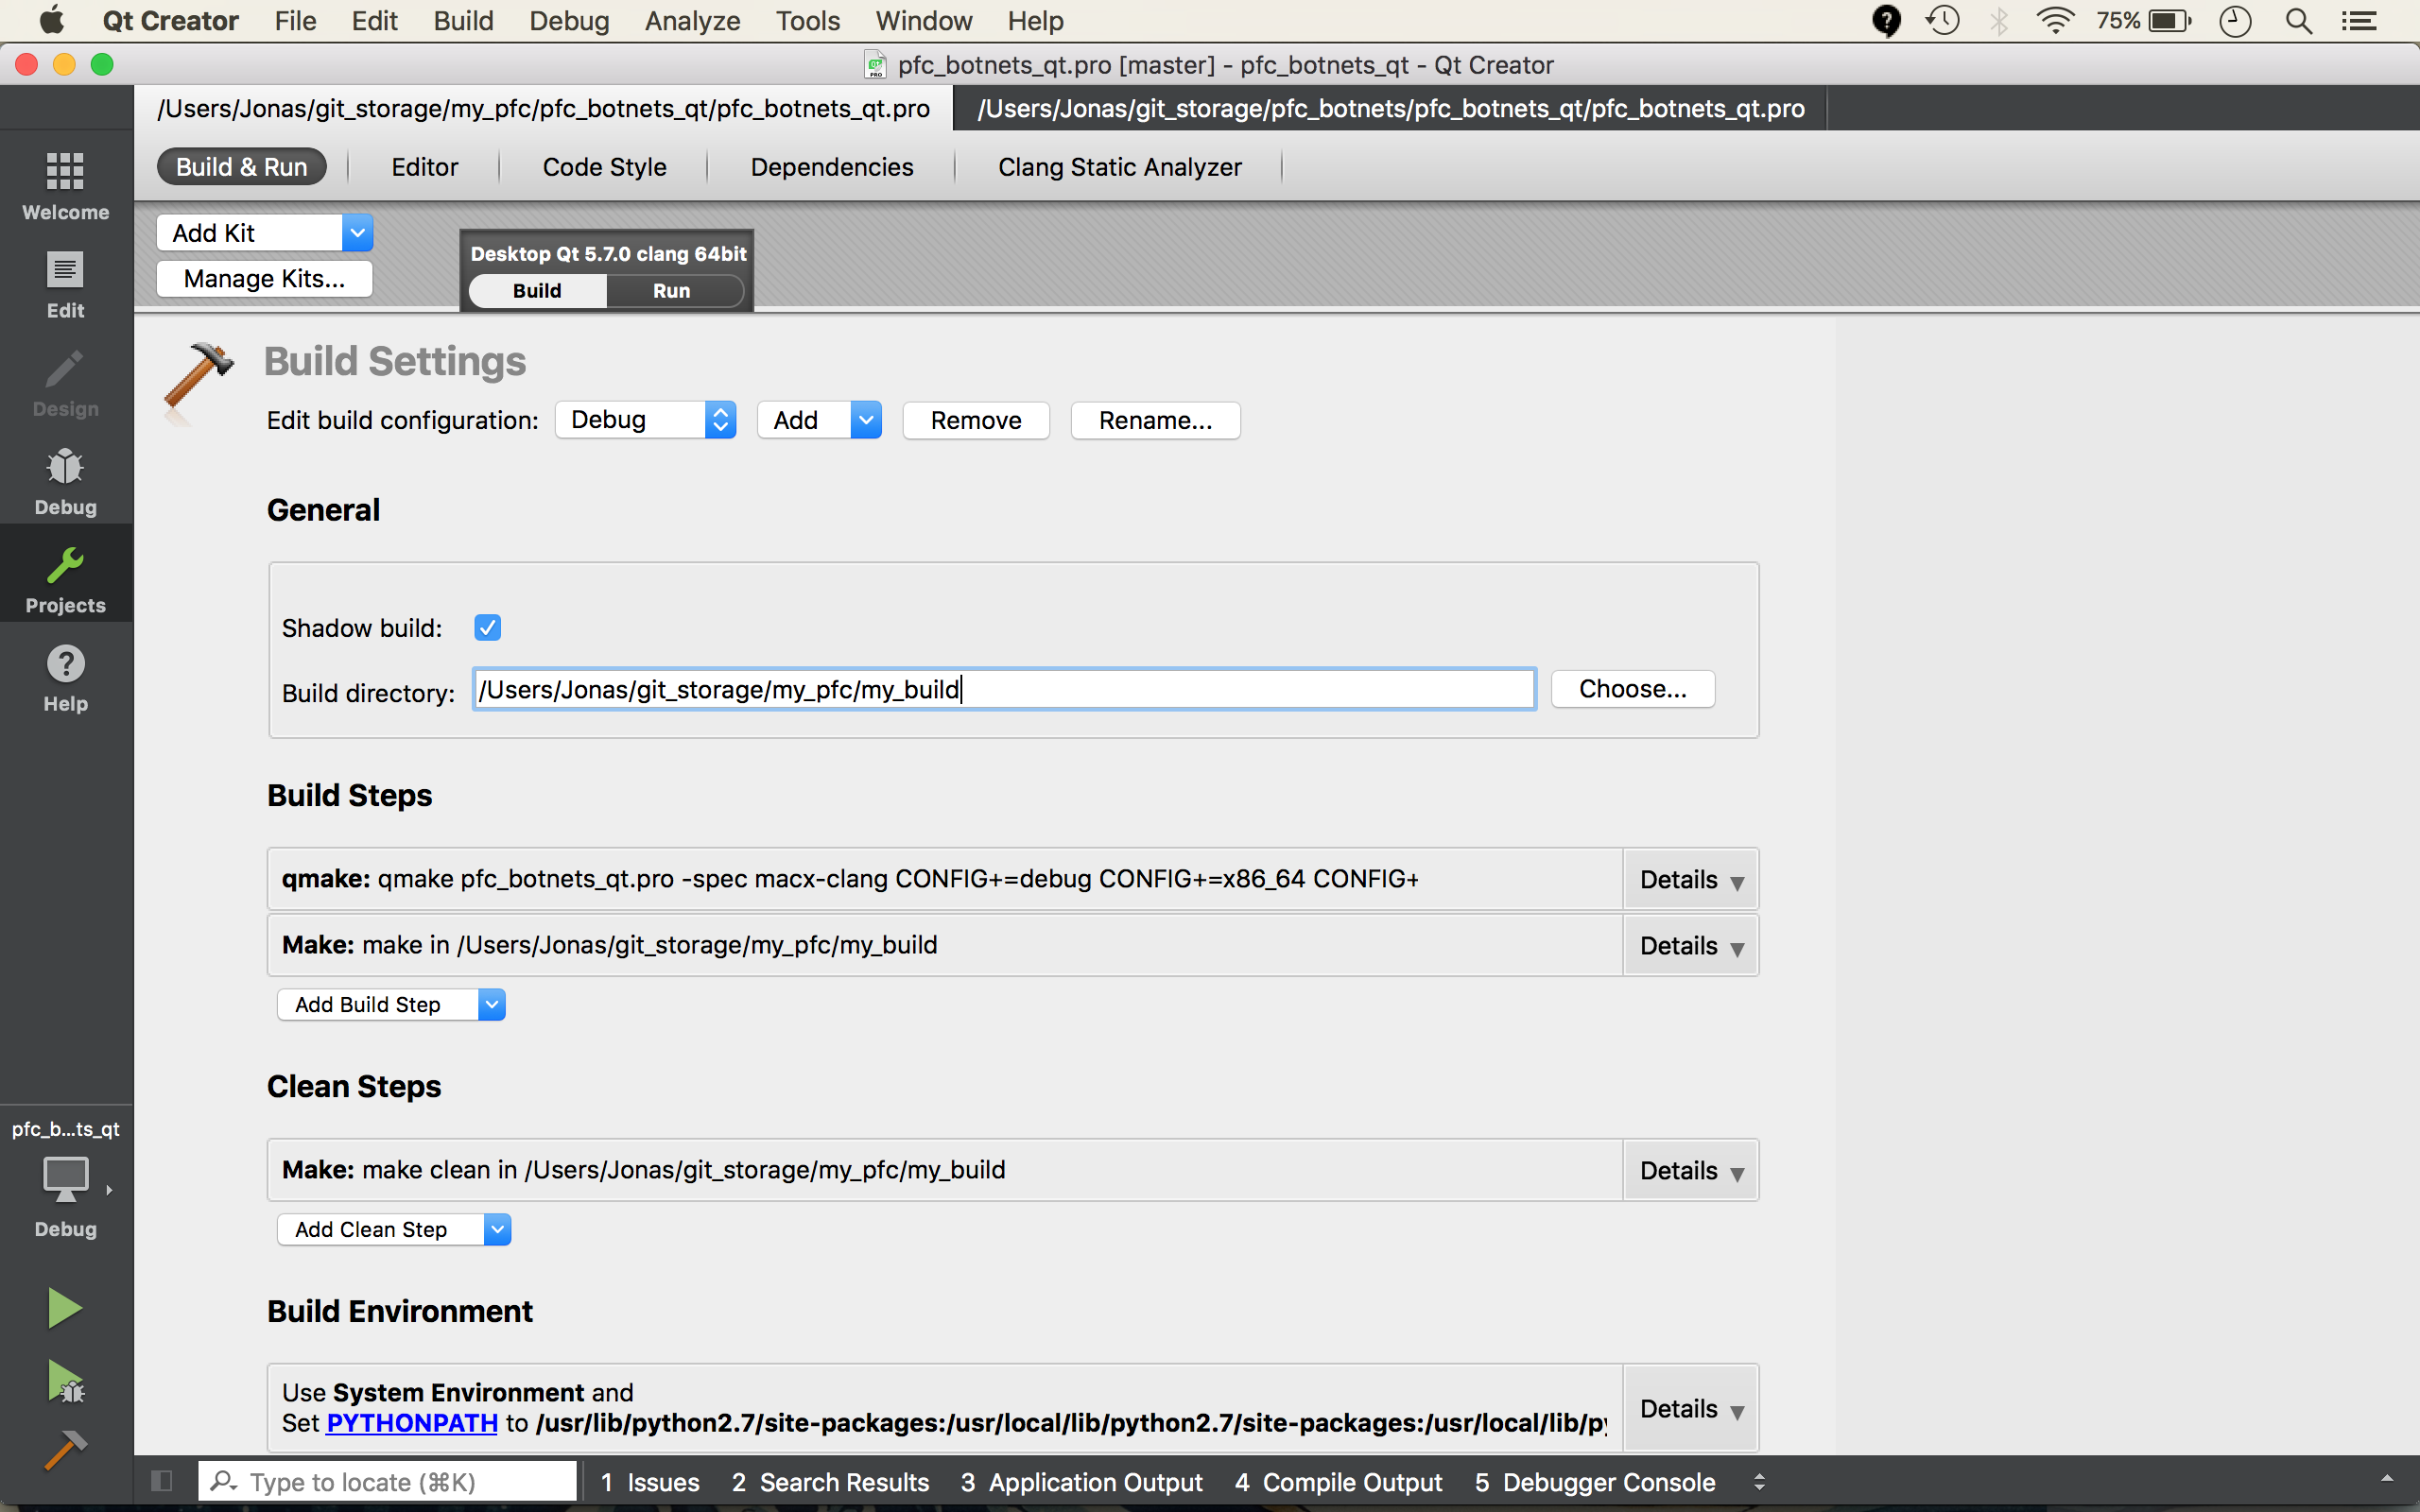 Qt Creator File Edit Build Debug Analyze Tools Window Help 75%
pfc_botnets_qt.pro [master] - pfc_botnets_qt - Qt Creator
/Users/Jonas/git_storage/my_pfc/pfc_botnets_qt/pfc_botnets_qt.pro /Users/Jonas/git_storage/pfc_botnets/pfc_botnets_qt/pfc_botnets_qt.pro
Build & Run Editor Code Style Dependencies Clang Static Analyzer
Welcome
Edit
Design
Debug
Projects
Help
Add Kit
Manage Kits...
Desktop Qt 5.7.0 clang 64bit
Build Run
Build Settings
Edit build configuration: Debug Add Remove Rename...
General
Shadow build:
Build directory: /Users/Jonas/git_storage/my_pfc/my_build Choose...
Build Steps
qmake: qmake pfc_botnets_qt.pro -spec macx-clang CONFIG+=debug CONFIG+=x86_64 CONFIG+ Details
Make: make in /Users/Jonas/git_storage/my_pfc/my_build Details
Add Build Step
Clean Steps
Make: make clean in /Users/Jonas/git_storage/my_pfc/my_build Details
Add Clean Step
Build Environment
Use System Environment and
Set PYTHONPATH to /usr/lib/python2.7/site-packages:/usr/local/lib/python2.7/site-packages:/usr/local/lib/py Details
pfc_b...ts_qt
Debug
Type to locate (⌘K) 1 Issues 2 Search Results 3 Application Output 4 Compile Output 5 Debugger Console